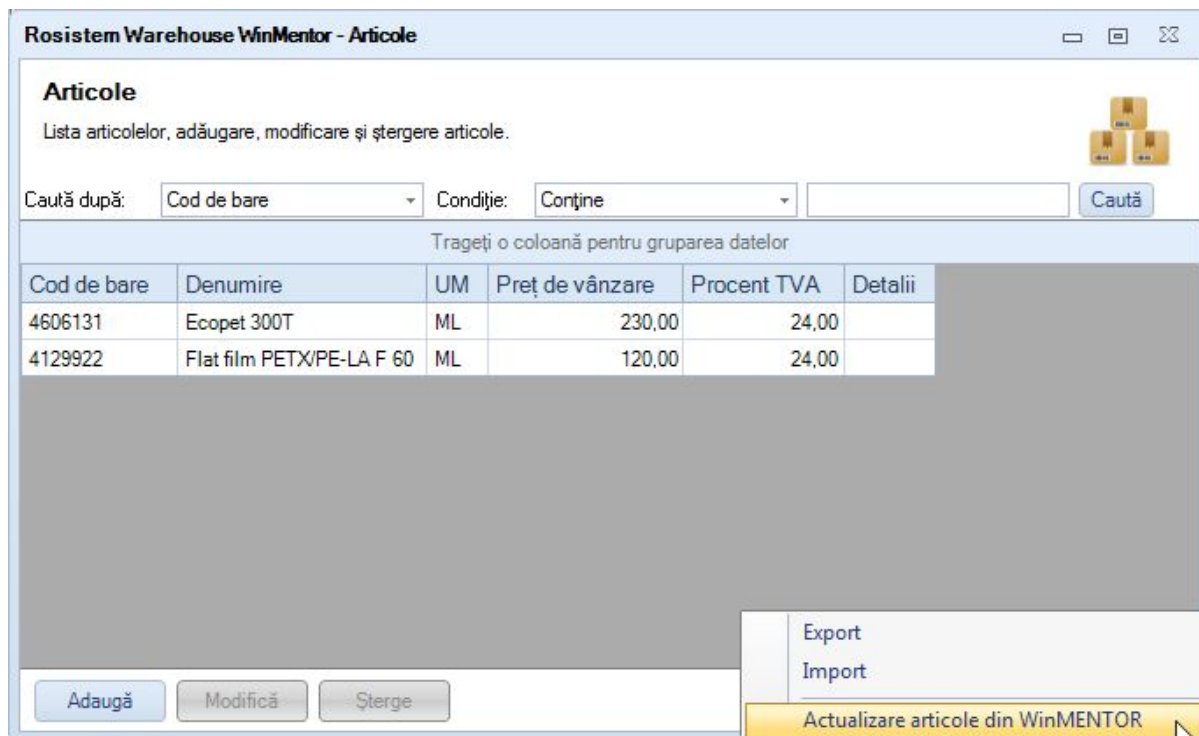 Rosistem Warehouse WinMentor - Articole
Articole
Lista articolelor, adăugare, modificare și ștergere articole.
Caută după: Cod de bare Condiție: Conține Caută
Trageți o coloană pentru gruparea datelor
Cod de bare Denumire UM Preț de vânzare Procent TVA Detalii
4606131 Ecopet 300T ML 230,00 24,00
4129922 Flat film PETX/PE-LA F 60 ML 120,00 24,00
Export
Import
Adaugă Modifică Șterge
Actualizare articole din WinMENTOR